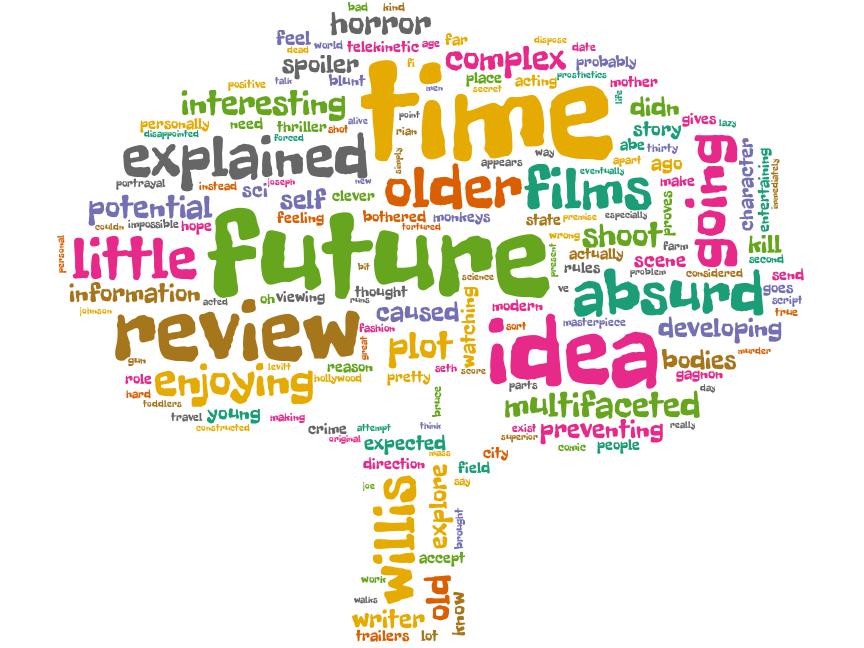 bad kind
horror
feel far dispose
dead world telekinetic age date
spoiler fi complex probably
positive talk blunt men place acting prosthetics mother
secret
interesting time life didn
personally need thriller shot alive point story gives lazy
disappointed forced rian abe thirty
explained simply appears way apart ago going
portrayal instead sci joseph new older films eventually make character entertaining immediately
potential self clever
couldn impossible hope feeling bothered monkeys state premise especially proves
tortured wrong shoot farm kill
personal little future present actually scene second
rules problem considered send
bit science
information acted oh viewing thought runs ve absurd goes
johnson caused watching modern script
true
review fashion sort masterpiece developing
great plot idea
gun levitt reason pretty seth score bodies murder
role enjoying hollywood gagnon
hard parts day
toddlers bruce multifaceted
travel young making
constructed crime attempt think exist preventing really
original expected superior comic people
mass city
direction field
joe willis explore say
brought
accept
work old know
walks
writer
trailers lot